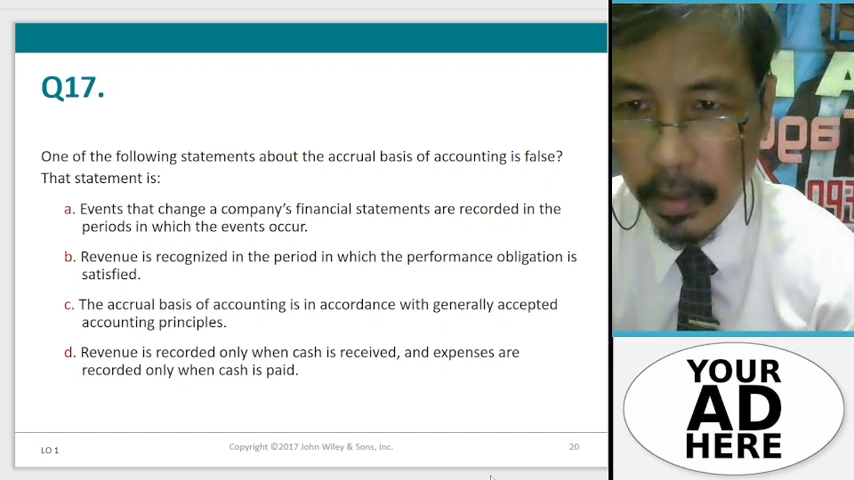 Q17.
One of the following statements about the accrual basis of accounting is false?
That statement is:
a. Events that change a company's financial statements are recorded in the
periods in which the events occur.
b. Revenue is recognized in the period in which the performance obligation is
satisfied.
c. The accrual basis of accounting is in accordance with generally accepted
accounting principles.
d. Revenue is recorded only when cash is received, and expenses are
recorded only when cash is paid.
LO 1
Copyright ©2017 John Wiley & Sons, Inc.
20
YOUR
AD
HERE